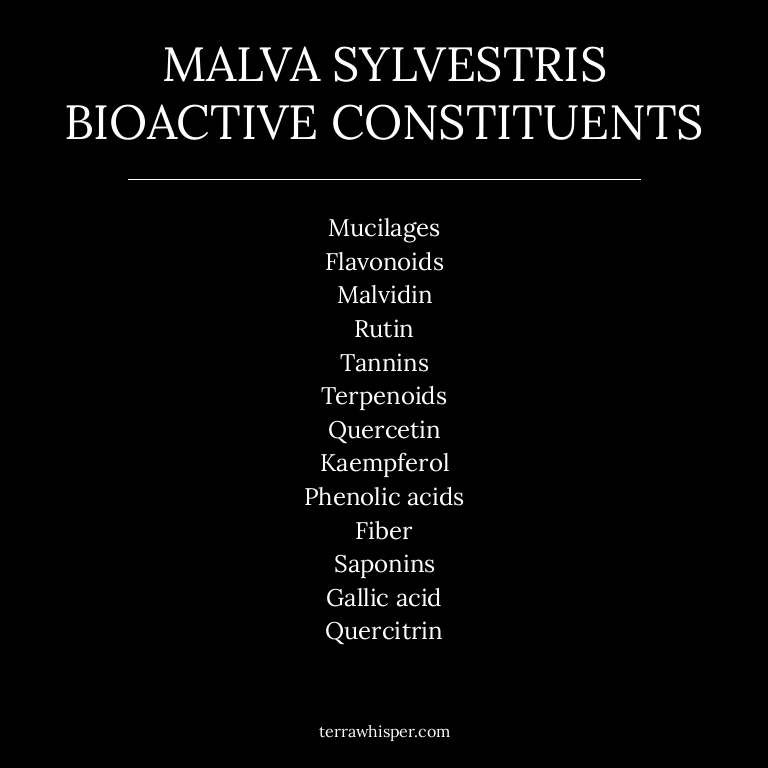 MALVA SYLVESTRIS
BIOACTIVE CONSTITUENTS
Mucilages
Flavonoids
Malvidin
Rutin
Tannins
Terpenoids
Quercetin
Kaempferol
Phenolic acids
Fiber
Saponins
Gallic acid
Quercitrin
terrawhisper.com